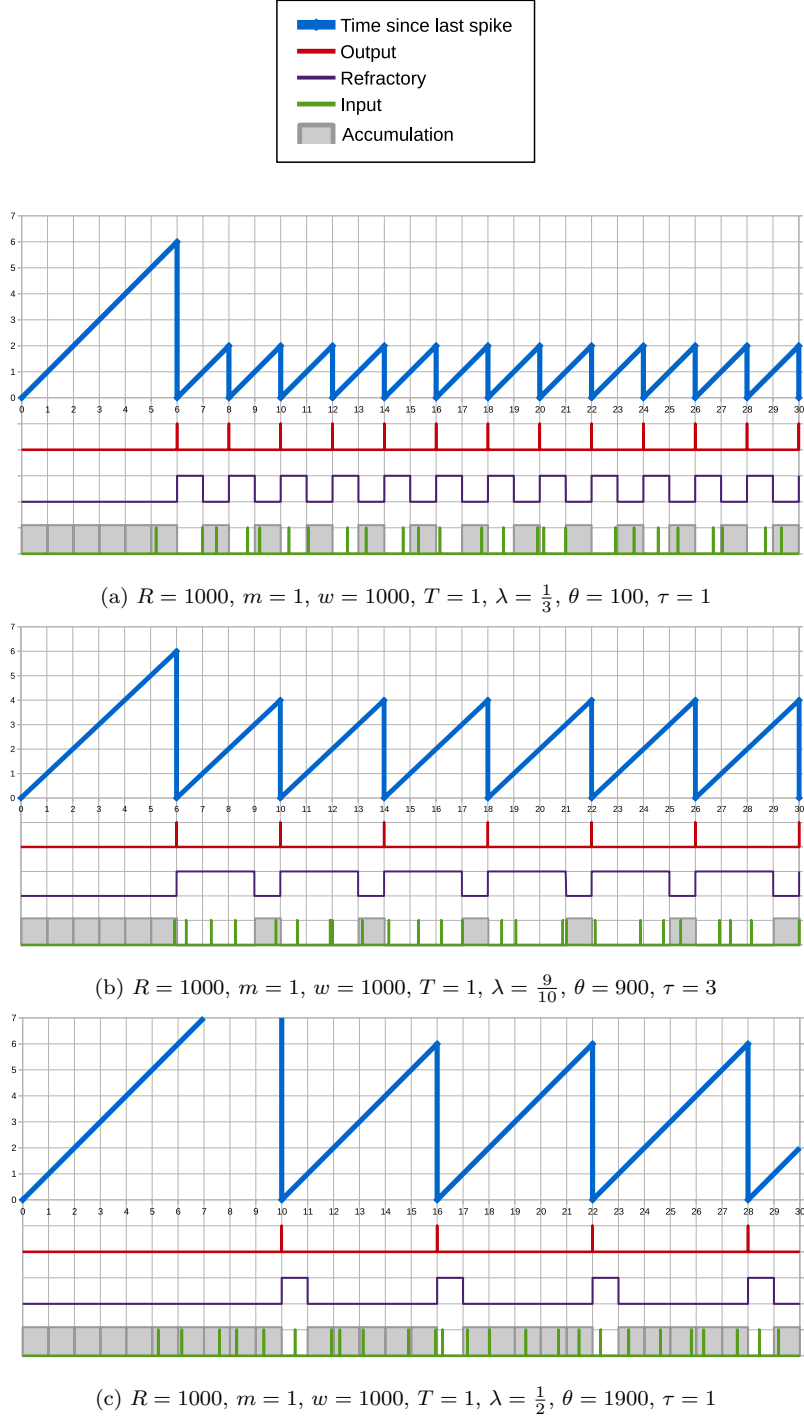 Time since last spike
Output
Refractory
Input
Accumulation
7
6
5
4
3
2
1
0
0 1 2 3 4 5 6 7 8 9 10 11 12 13 14 15 16 17 18 19 20 21 22 23 24 25 26 27 28 29 30
(a) R = 1000, m = 1, w = 1000, T = 1, λ = 1/3, θ = 100, τ = 1
7
6
5
4
3
2
1
0
0 1 2 3 4 5 6 7 8 9 10 11 12 13 14 15 16 17 18 19 20 21 22 23 24 25 26 27 28 29 30
(b) R = 1000, m = 1, w = 1000, T = 1, λ = 9/10, θ = 900, τ = 3
7
6
5
4
3
2
1
0
0 1 2 3 4 5 6 7 8 9 10 11 12 13 14 15 16 17 18 19 20 21 22 23 24 25 26 27 28 29 30
(c) R = 1000, m = 1, w = 1000, T = 1, λ = 1/2, θ = 1900, τ = 1